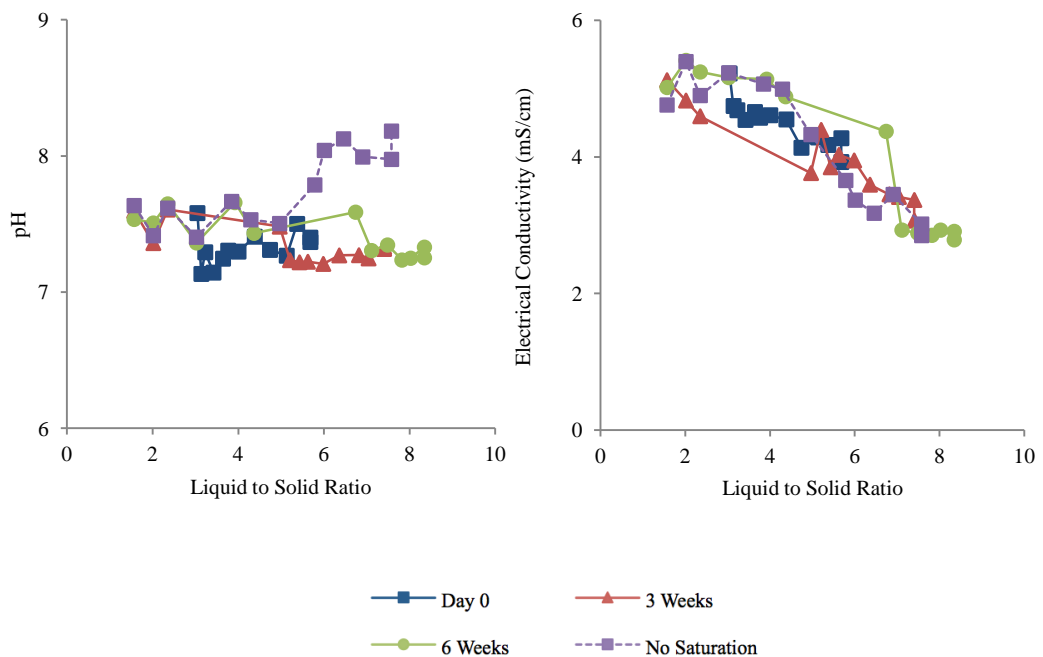 9
8
7
6
pH
0 2 4 6 8 10
Liquid to Solid Ratio
6
4
2
0
Electrical Conductivity (mS/cm)
0 2 4 6 8 10
Liquid to Solid Ratio
Day 0
3 Weeks
6 Weeks
No Saturation